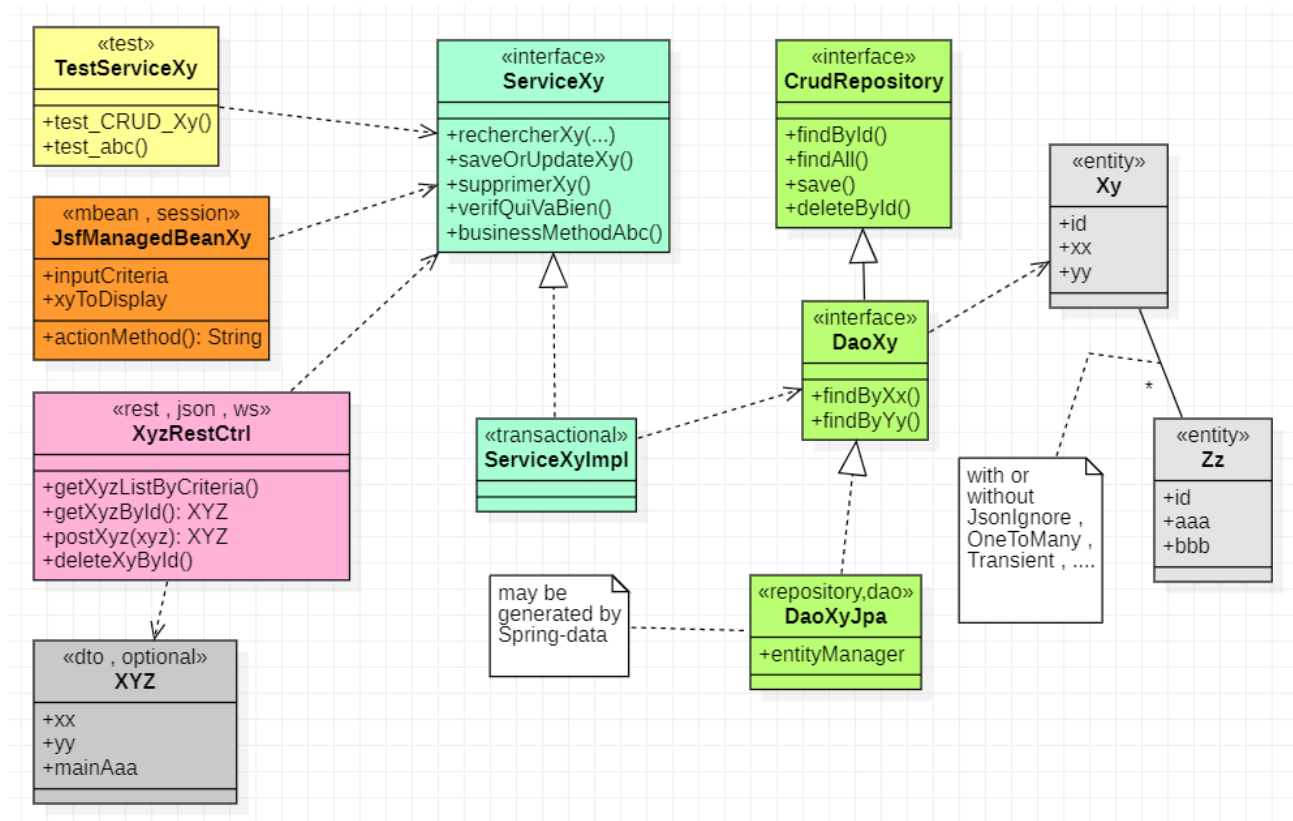 «test»
TestServiceXy
+test_CRUD_Xy()
+test_abc()
«mbean , session»
JsfManagedBeanXy
+inputCriteria
+xyToDisplay
+actionMethod(): String
«rest , json , ws»
XyzRestCtrl
+getXyzListByCriteria()
+getXyzById(): XYZ
+postXyz(xyz): XYZ
+deleteXyById()
«dto , optional»
XYZ
+xx
+yy
+mainAaa
«interface»
ServiceXy
+rechercherXy(...)
+saveOrUpdateXy()
+supprimerXy()
+verifQuiVaBien()
+businessMethodAbc()
«transactional»
ServiceXyImpl
may be
generated by
Spring-data
«interface»
CrudRepository
+findById()
+findAll()
+save()
+deleteById()
«interface»
DaoXy
+findByXx()
+findByYy()
«repository,dao»
DaoXyJpa
+entityManager
«entity»
Xy
+id
+xx
+yy
*
«entity»
Zz
+id
+aaa
+bbb
with or
without
JsonIgnore ,
OneToMany ,
Transient , ....